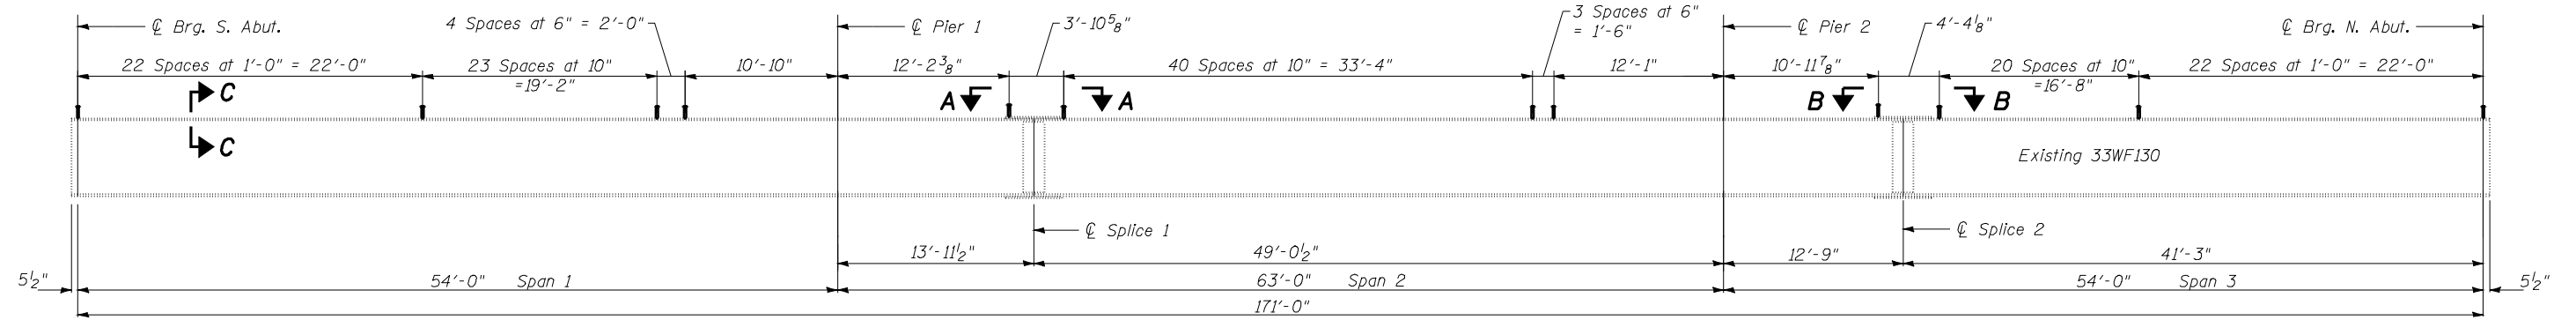 ℄ Brg. S. Abut.
4 Spaces at 6" = 2'-0"
℄ Pier 1
3'-10⅝"
3 Spaces at 6"
= 1'-6"
℄ Pier 2
4'-4⅛"
℄ Brg. N. Abut.
22 Spaces at 1'-0" = 22'-0"
23 Spaces at 10"
=19'-2"
10'-10"
12'-2⅜"
40 Spaces at 10" = 33'-4"
12'-1"
10'-11⅞"
20 Spaces at 10"
=16'-8"
22 Spaces at 1'-0" = 22'-0"
C
A A
B B
C
Existing 33WF130
℄ Splice 1
℄ Splice 2
13'-11½"
49'-0½"
12'-9"
41'-3"
5½"
54'-0" Span 1
63'-0" Span 2
54'-0" Span 3
5½"
171'-0"